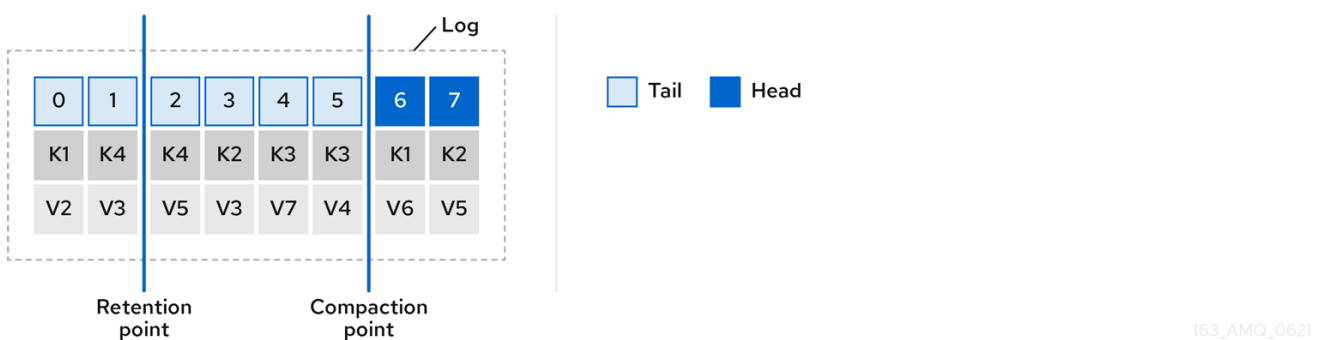 Log
0 1 2 3 4 5 6 7
K1 K4 K4 K2 K3 K3 K1 K2
V2 V3 V5 V3 V7 V4 V6 V5
Retention
point
Compaction
point
Tail
Head
163_AMQ_0621